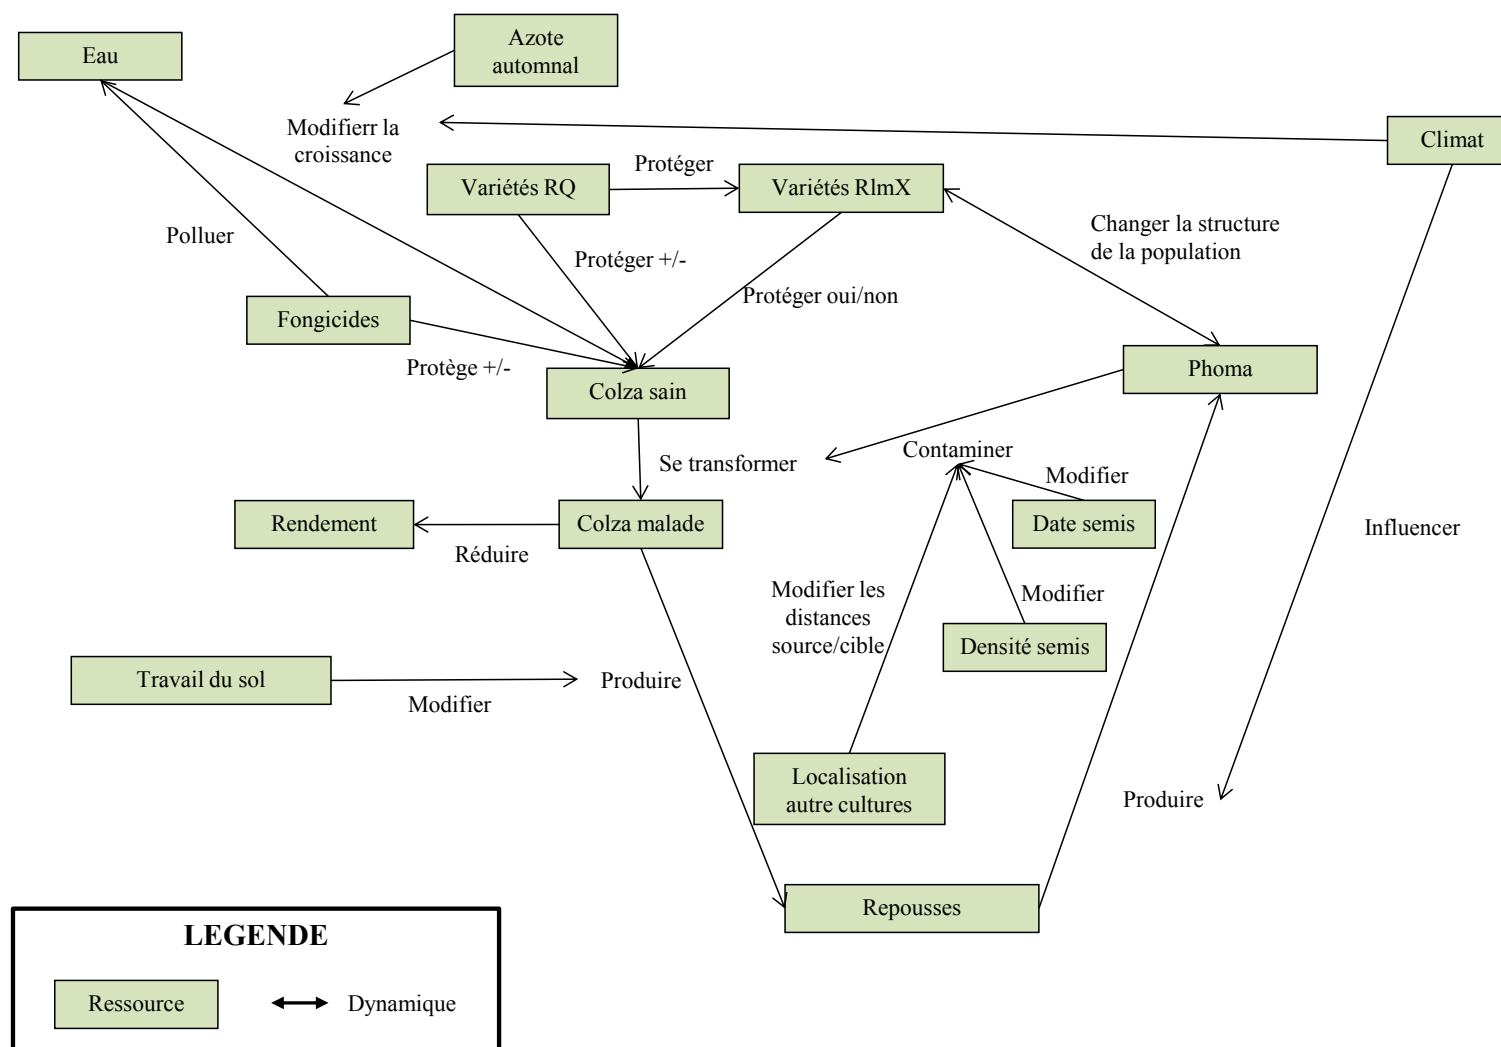 Eau
Azote
automnal
Modifierr la
croissance
Climat
Protéger
Variétés RQ
Variétés RlmX
Changer la structure
de la population
Polluer
Protéger +/-
Protéger oui/non
Fongicides
Protège +/-
Phoma
Colza sain
Contaminer
Se transformer
Modifier
Rendement
Colza malade
Date semis
Influencer
Réduire
Modifier les
distances
source/cible
Modifier
Densité semis
Travail du sol
Produire
Modifier
Localisation
autre cultures
Produire
Repousses
LEGENDE
Ressource
Dynamique